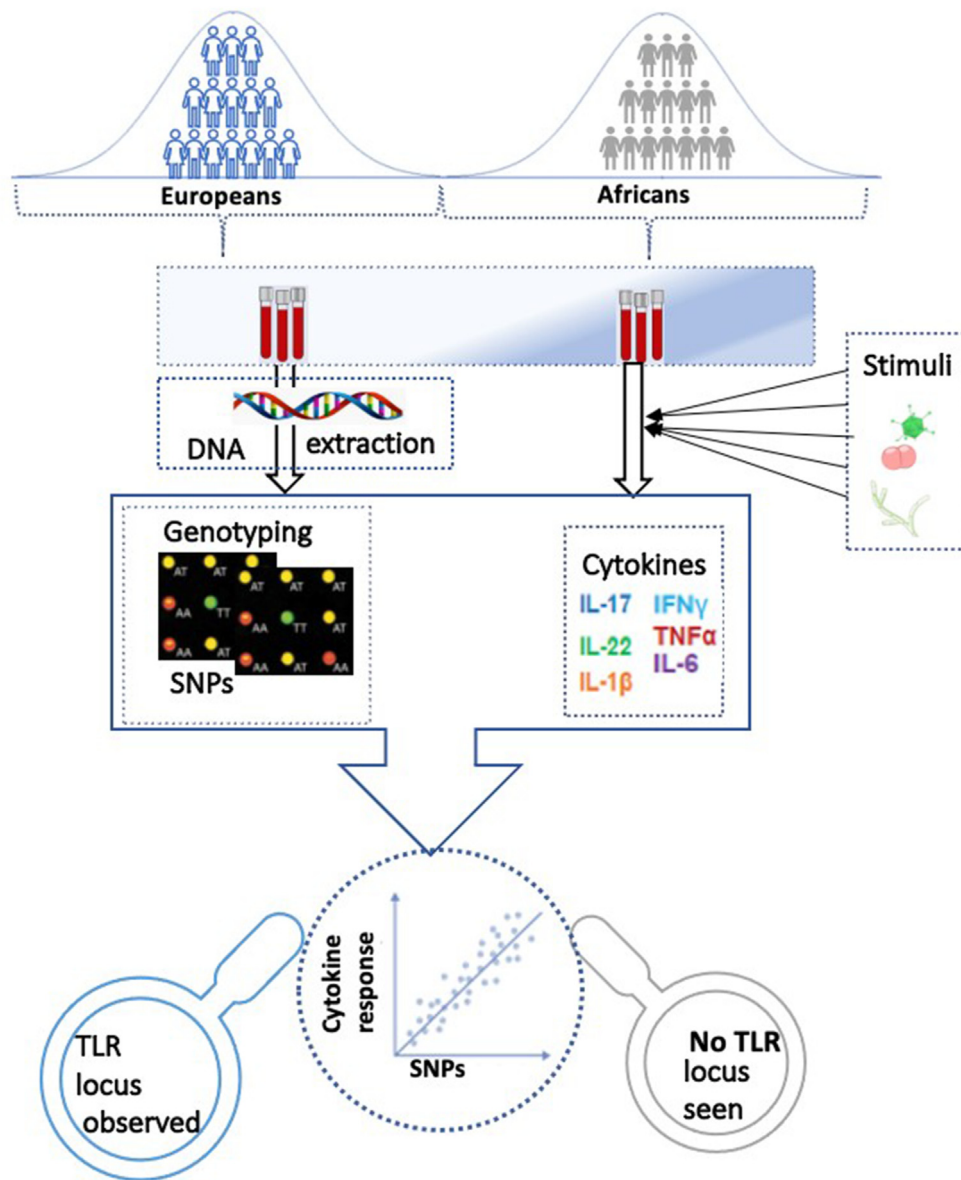 Europeans
Africans
Stimuli
DNA extraction
Genotyping
AT AT
AT AT AT
AA TT
AA TT AT
AA AT
AA AT AA
SNPs
Cytokines
IL-17 IFNγ
IL-22 TNFα
IL-1β IL-6
Cytokine
response
SNPs
TLR
locus
observed
No TLR
locus
seen